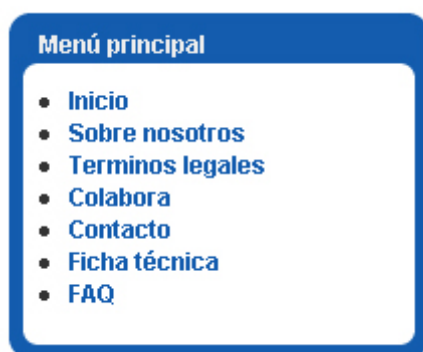 Menú principal
Inicio
Sobre nosotros
Terminos legales
Colabora
Contacto
Ficha técnica
FAQ